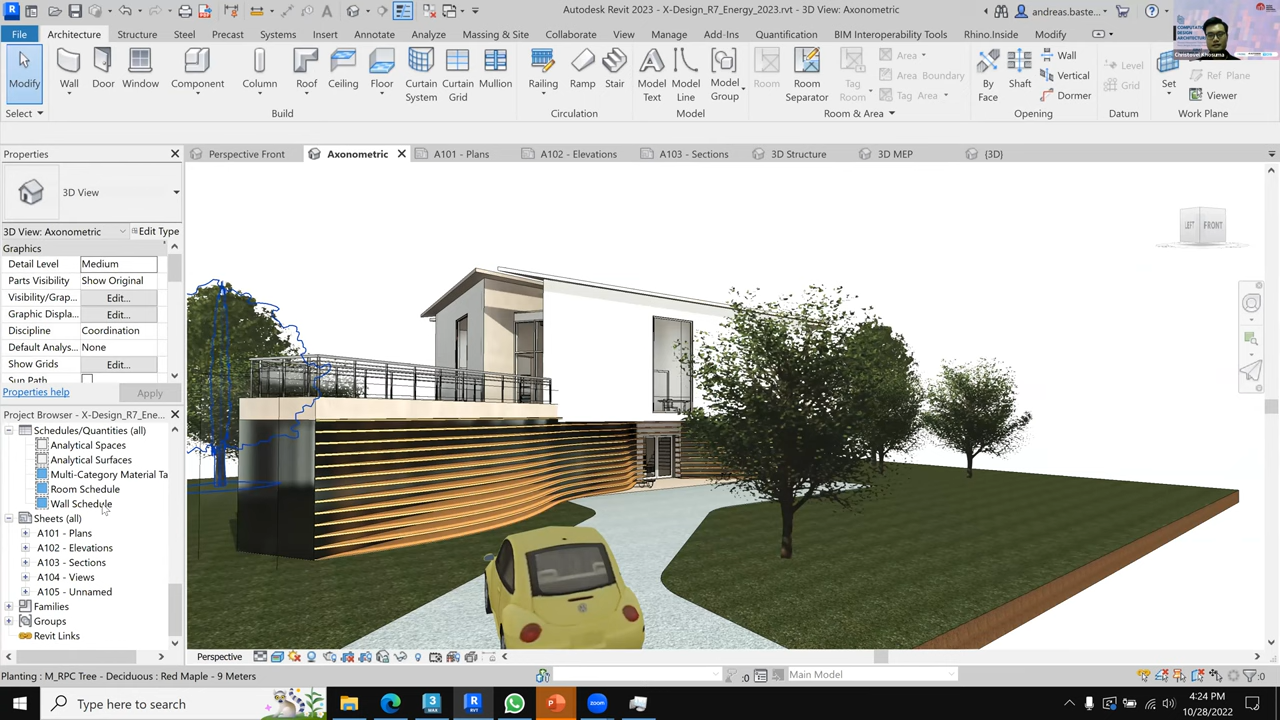 Autodesk Revit 2023 - X-Design_R7_Energy_2023.rvt - 3D View: Axonometric
andreas.baste...
File Architecture Structure Steel Precast Systems Insert Annotate Analyze Massing & Site Collaborate View Manage Add-Ins Quantification BIM Interoperability Tools Rhino.Inside Modify
COMPUTATIONAL
DESIGN
Modify Wall Door Window Component Column Roof Ceiling Floor Curtain System Curtain Grid Mullion Railing Ramp Stair Model Text Model Line Model Group Room Room Separator Tag Room Area Area Boundary Tag Area By Face Shaft Wall Vertical Dormer Level Grid Set Ref Plane Viewer
Select Build Circulation Model Room & Area Opening Datum Work Plane
Properties
Perspective Front Axonometric A101 - Plans A102 - Elevations A103 - Sections 3D Structure 3D MEP {3D}
3D View
3D View: Axonometric Edit Type
Graphics
Detail Level Medium
Parts Visibility Show Original
Visibility/Grap... Edit...
Graphic Displa... Edit...
Discipline Coordination
Default Analys... None
Show Grids Edit...
Sun Path
Properties help Apply
LEFT FRONT
Project Browser - X-Design_R7_Ene...
Schedules/Quantities (all)
Analytical Spaces
Analytical Surfaces
Multi-Category Material Ta
Room Schedule
Wall Schedule
Sheets (all)
A101 - Plans
A102 - Elevations
A103 - Sections
A104 - Views
A105 - Unnamed
Families
Groups
Revit Links
Perspective
Planting : M_RPC Tree - Deciduous : Red Maple - 9 Meters
:0 Main Model :0
Type here to search
4:24 PM
10/28/2022